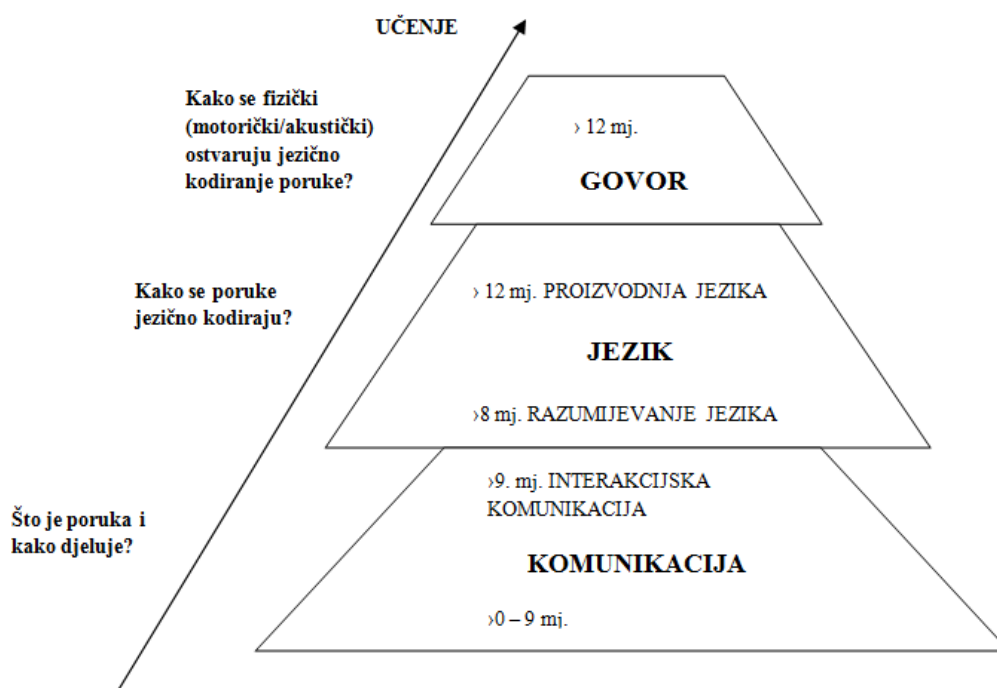 UČENJE
Kako se fizički
(motorički/akustički)
ostvaruju jezično
kodiranje poruke?
› 12 mj.
GOVOR
Kako se poruke
jezično kodiraju?
› 12 mj. PROIZVODNJA JEZIKA
JEZIK
›8 mj. RAZUMIJEVANJE JEZIKA
Što je poruka i
kako djeluje?
›9. mj. INTERAKCIJSKA
KOMUNIKACIJA
KOMUNIKACIJA
›0 – 9 mj.